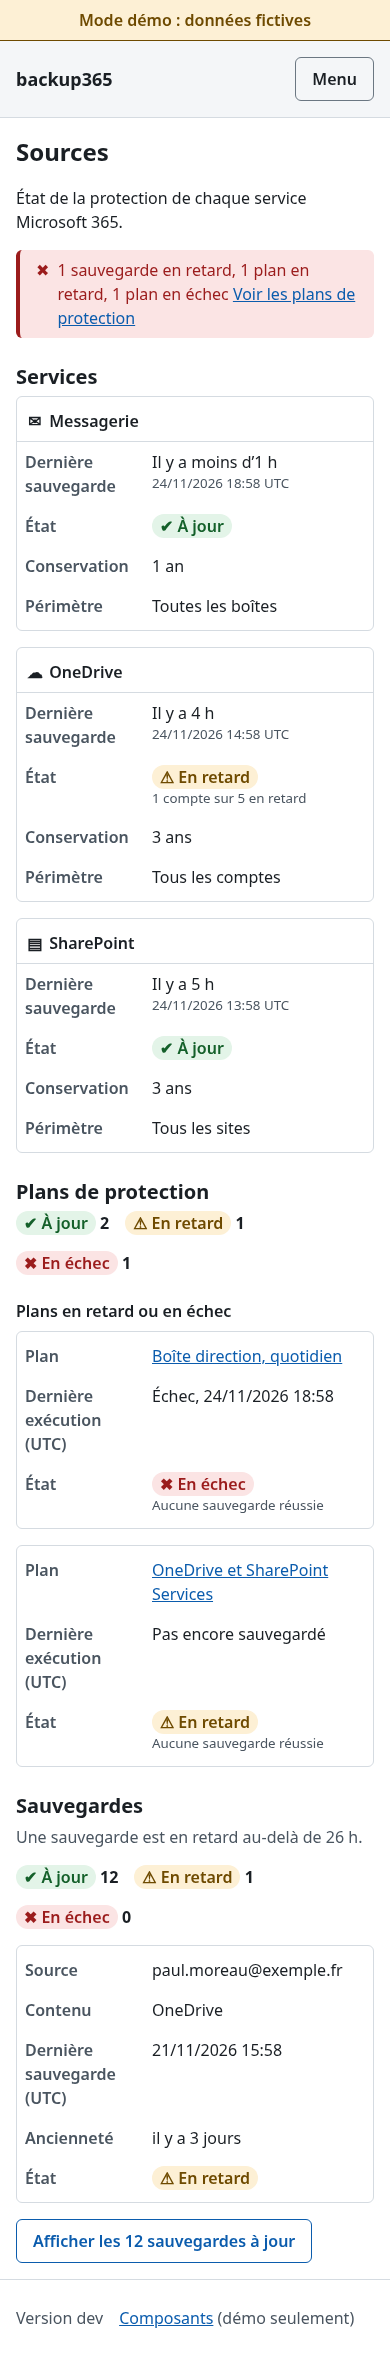 Mode démo : données fictives
backup365
Menu
Sources
État de la protection de chaque service
Microsoft 365.
✖ 1 sauvegarde en retard, 1 plan en
retard, 1 plan en échec Voir les plans de
protection
Services
✉ Messagerie
Dernière
sauvegarde
Il y a moins d’1 h
24/11/2026 18:58 UTC
État
✔ À jour
Conservation
1 an
Périmètre
Toutes les boîtes
☁ OneDrive
Dernière
sauvegarde
Il y a 4 h
24/11/2026 14:58 UTC
État
⚠ En retard
1 compte sur 5 en retard
Conservation
3 ans
Périmètre
Tous les comptes
▤ SharePoint
Dernière
sauvegarde
Il y a 5 h
24/11/2026 13:58 UTC
État
✔ À jour
Conservation
3 ans
Périmètre
Tous les sites
Plans de protection
✔ À jour 2 ⚠ En retard 1
✖ En échec 1
Plans en retard ou en échec
Plan
Boîte direction, quotidien
Dernière
exécution
(UTC)
Échec, 24/11/2026 18:58
État
✖ En échec
Aucune sauvegarde réussie
Plan
OneDrive et SharePoint
Services
Dernière
exécution
(UTC)
Pas encore sauvegardé
État
⚠ En retard
Aucune sauvegarde réussie
Sauvegardes
Une sauvegarde est en retard au-delà de 26 h.
✔ À jour 12 ⚠ En retard 1
✖ En échec 0
Source
paul.moreau@exemple.fr
Contenu
OneDrive
Dernière
sauvegarde
(UTC)
21/11/2026 15:58
Ancienneté
il y a 3 jours
État
⚠ En retard
Afficher les 12 sauvegardes à jour
Version dev Composants (démo seulement)